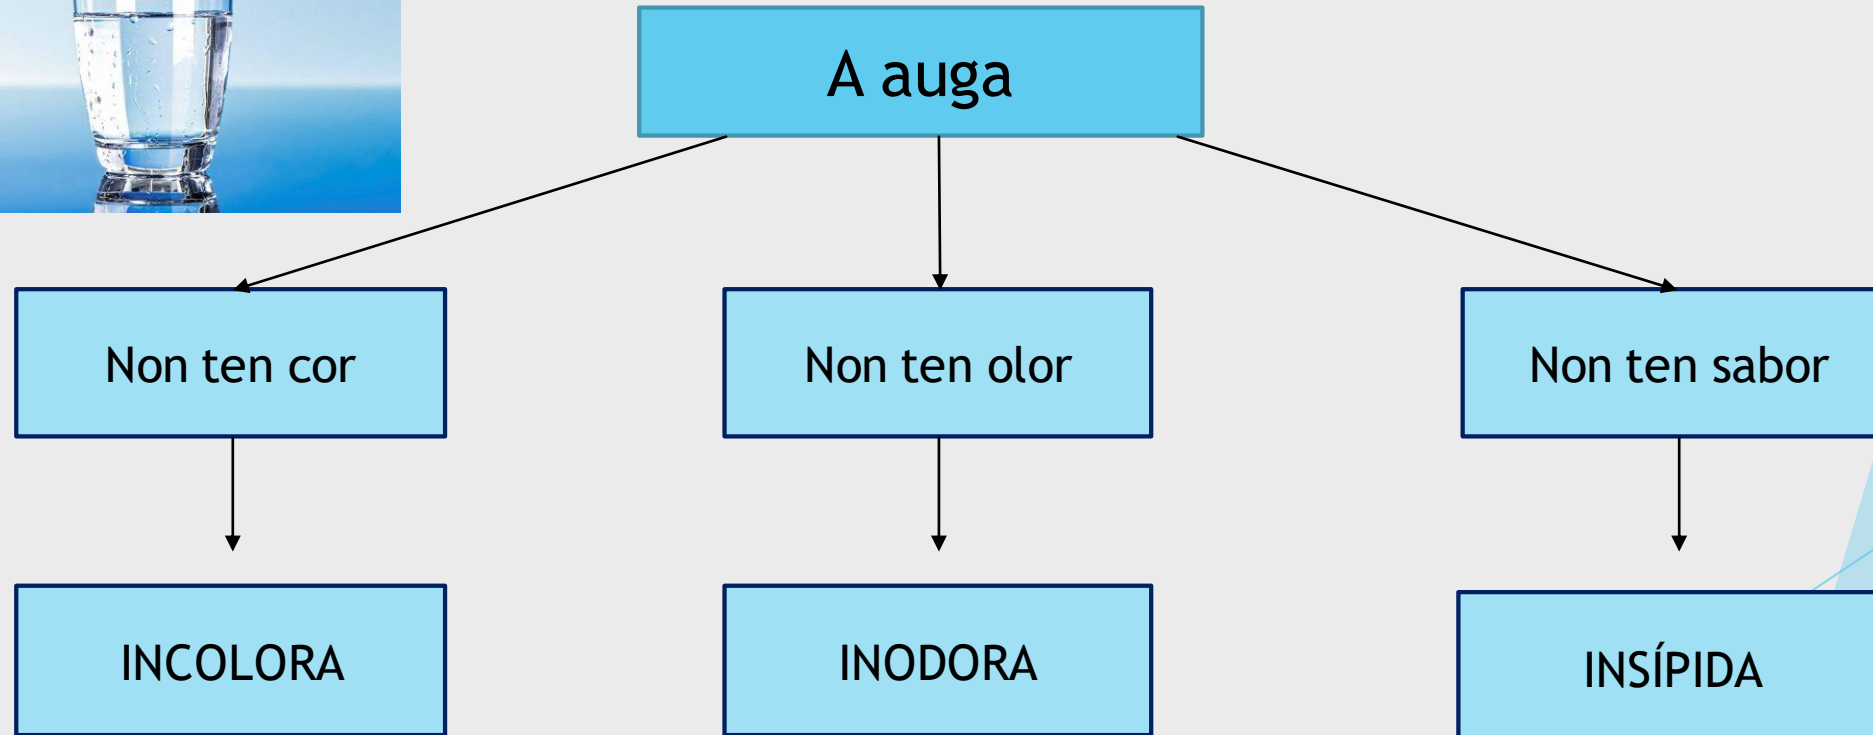 A auga
Non ten cor
Non ten olor
Non ten sabor
INCOLORA
INODORA
INSÍPIDA